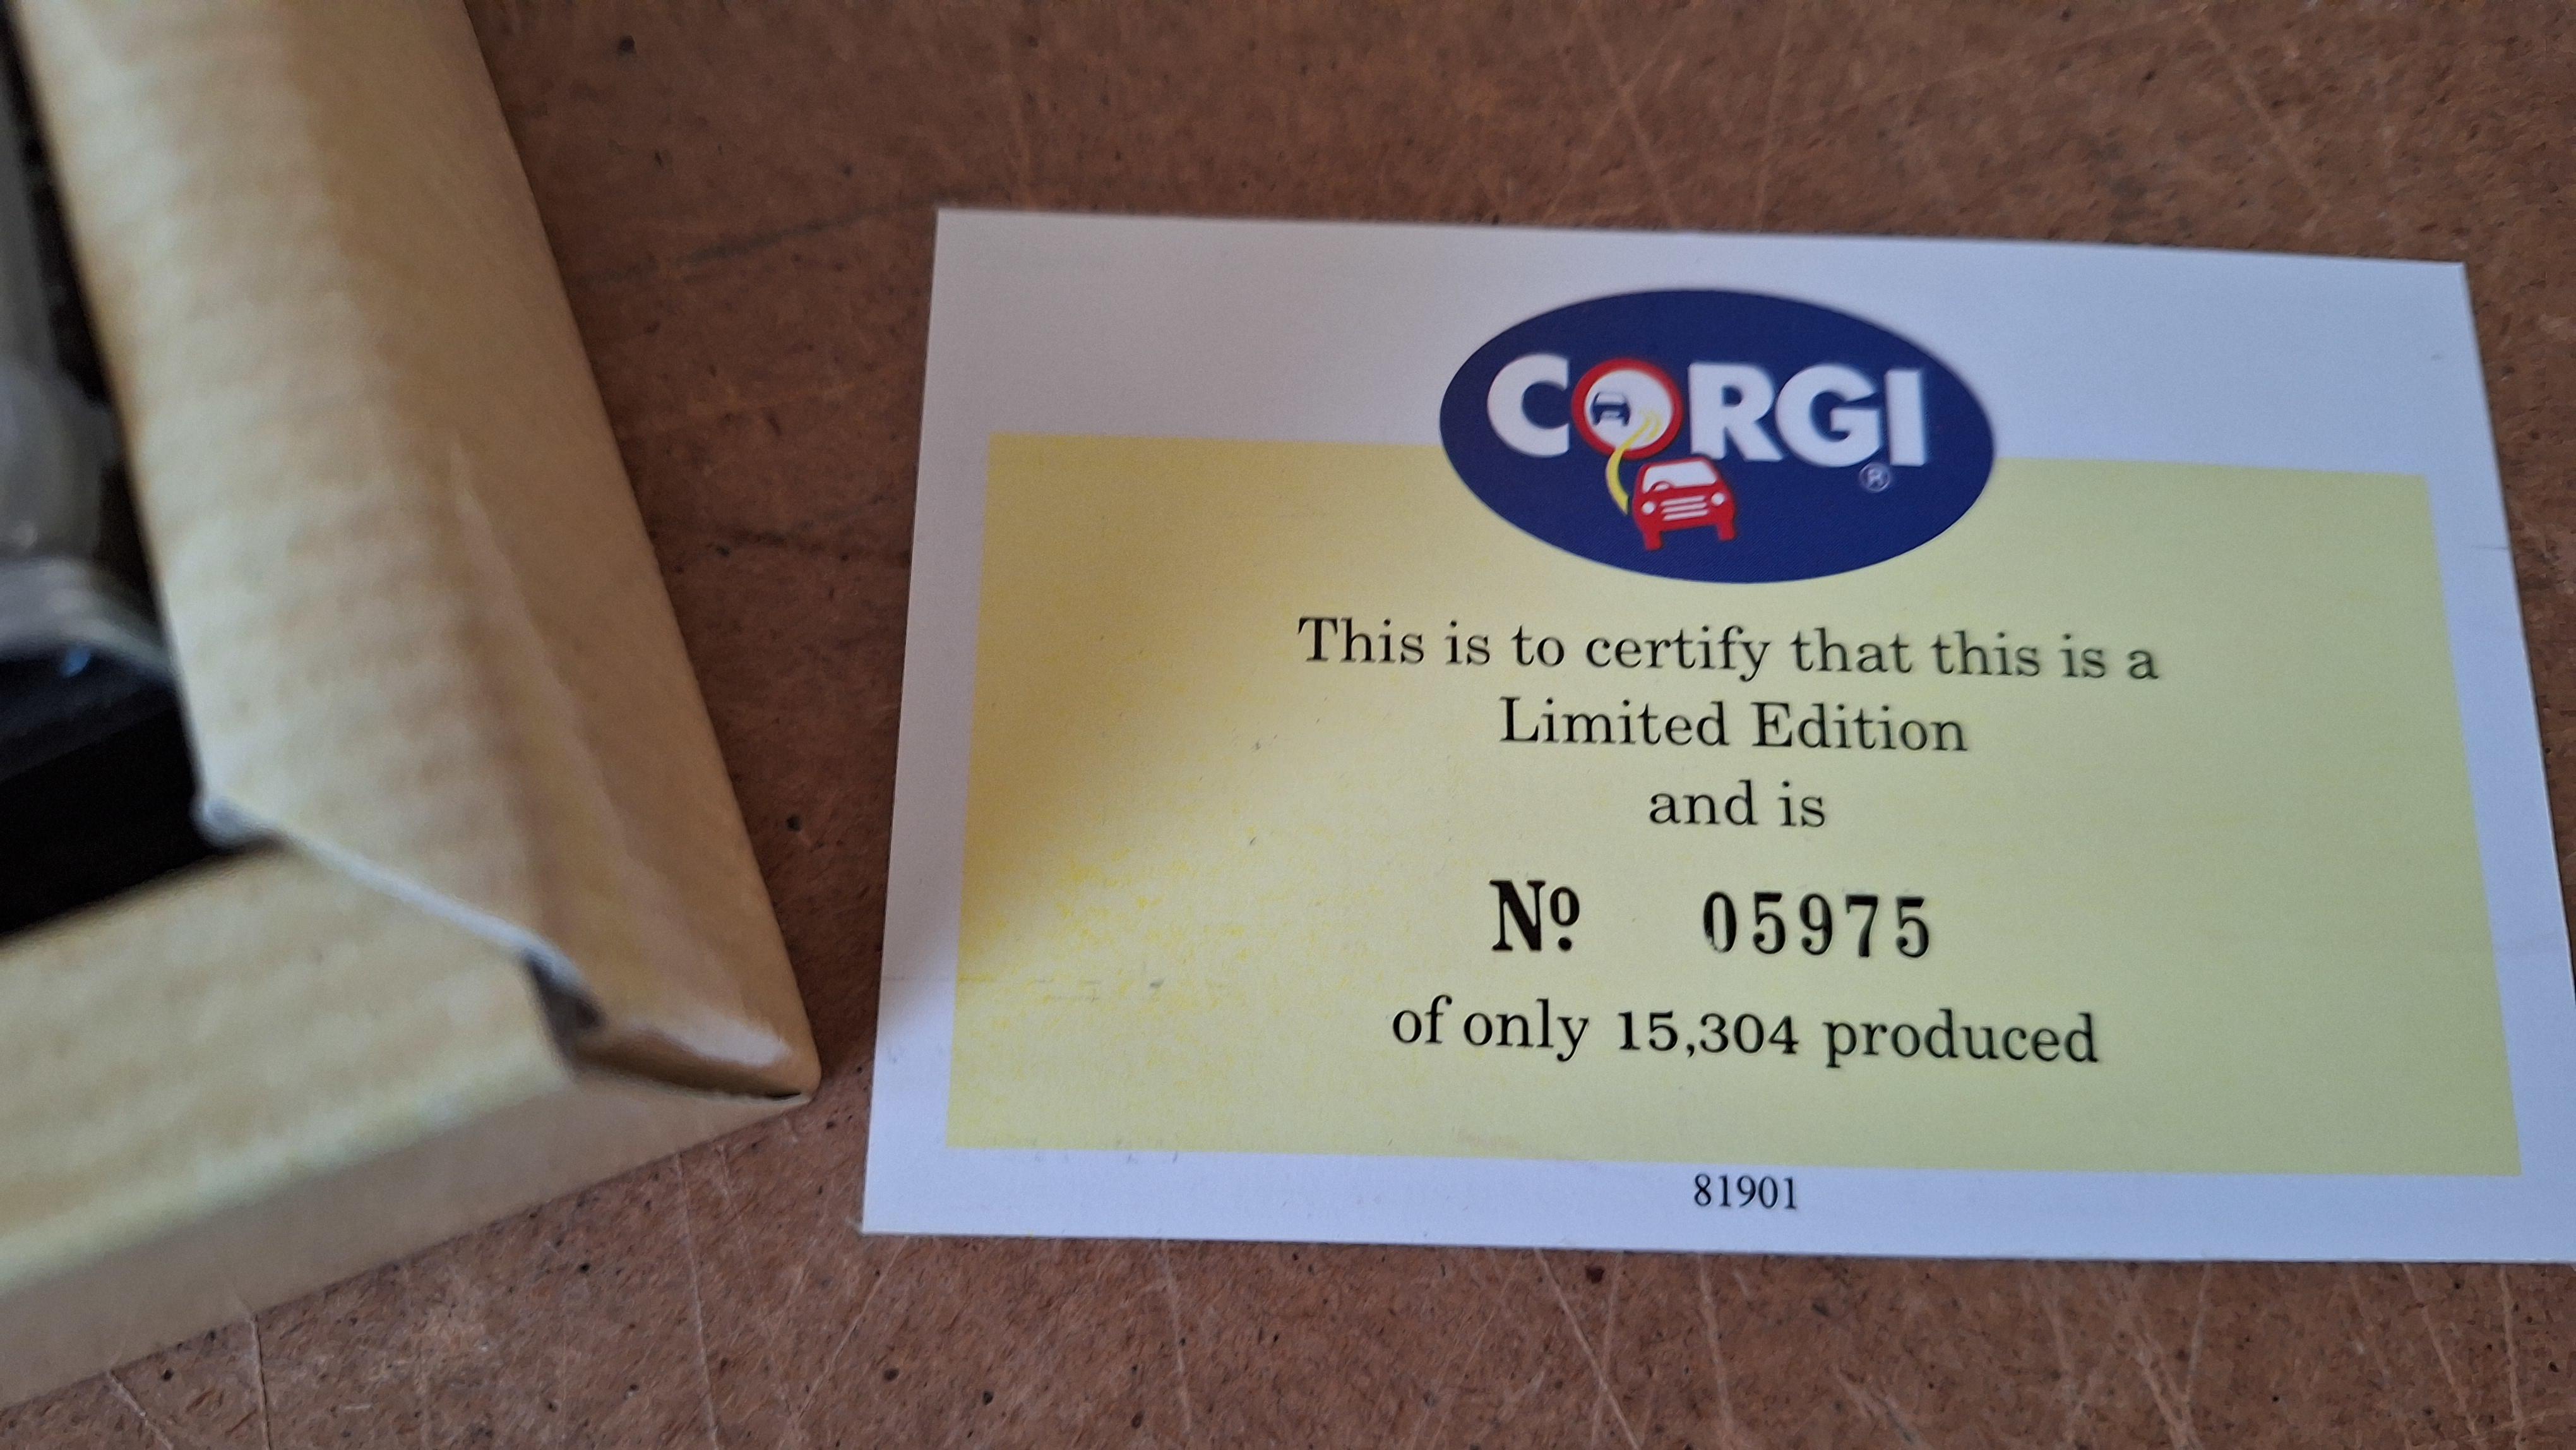 CORGI
®
This is to certify that this is a
Limited Edition
and is
Nº 05975
of only 15,304 produced
81901